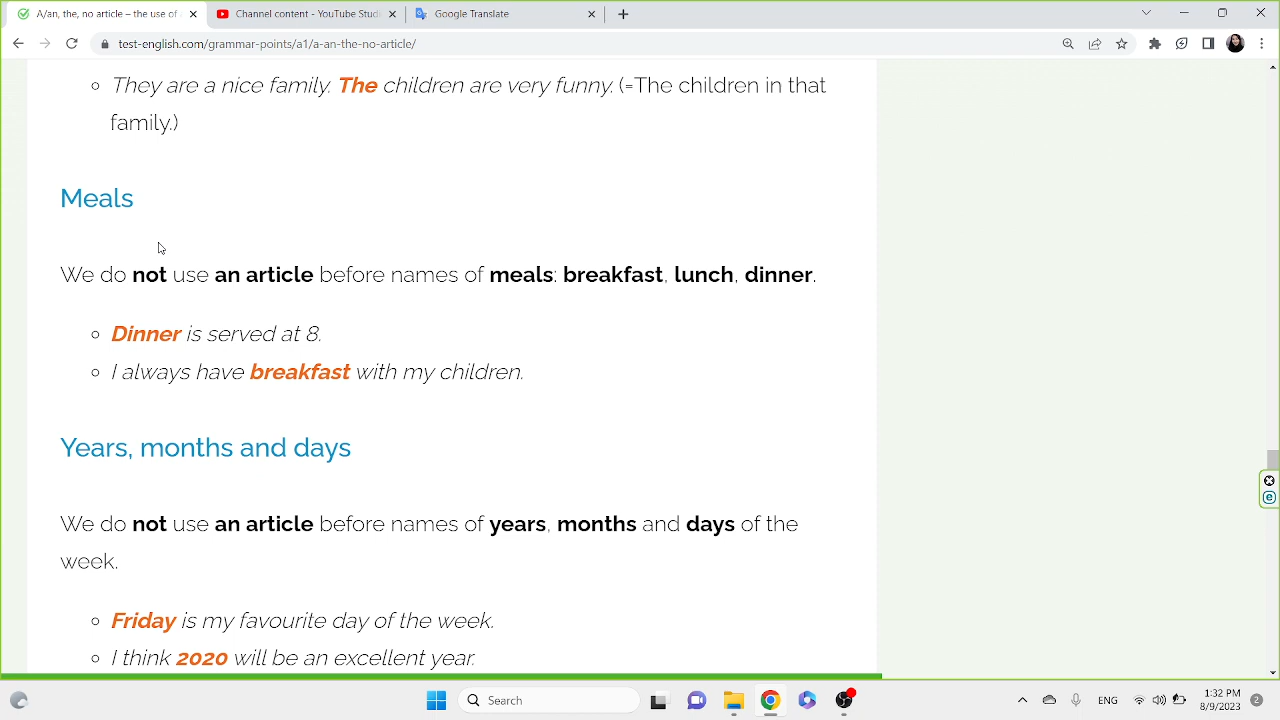 A/an, the, no article – the use of
Channel content - YouTube Studi
Google Translate
test-english.com/grammar-points/a1/a-an-the-no-article/
They are a nice family. The children are very funny. (=The children in that
family.)
Meals
We do not use an article before names of meals: breakfast, lunch, dinner.
Dinner is served at 8.
I always have breakfast with my children.
Years, months and days
We do not use an article before names of years, months and days of the
week.
Friday is my favourite day of the week.
I think 2020 will be an excellent year.
Search
ENG
1:32 PM
8/9/2023
2